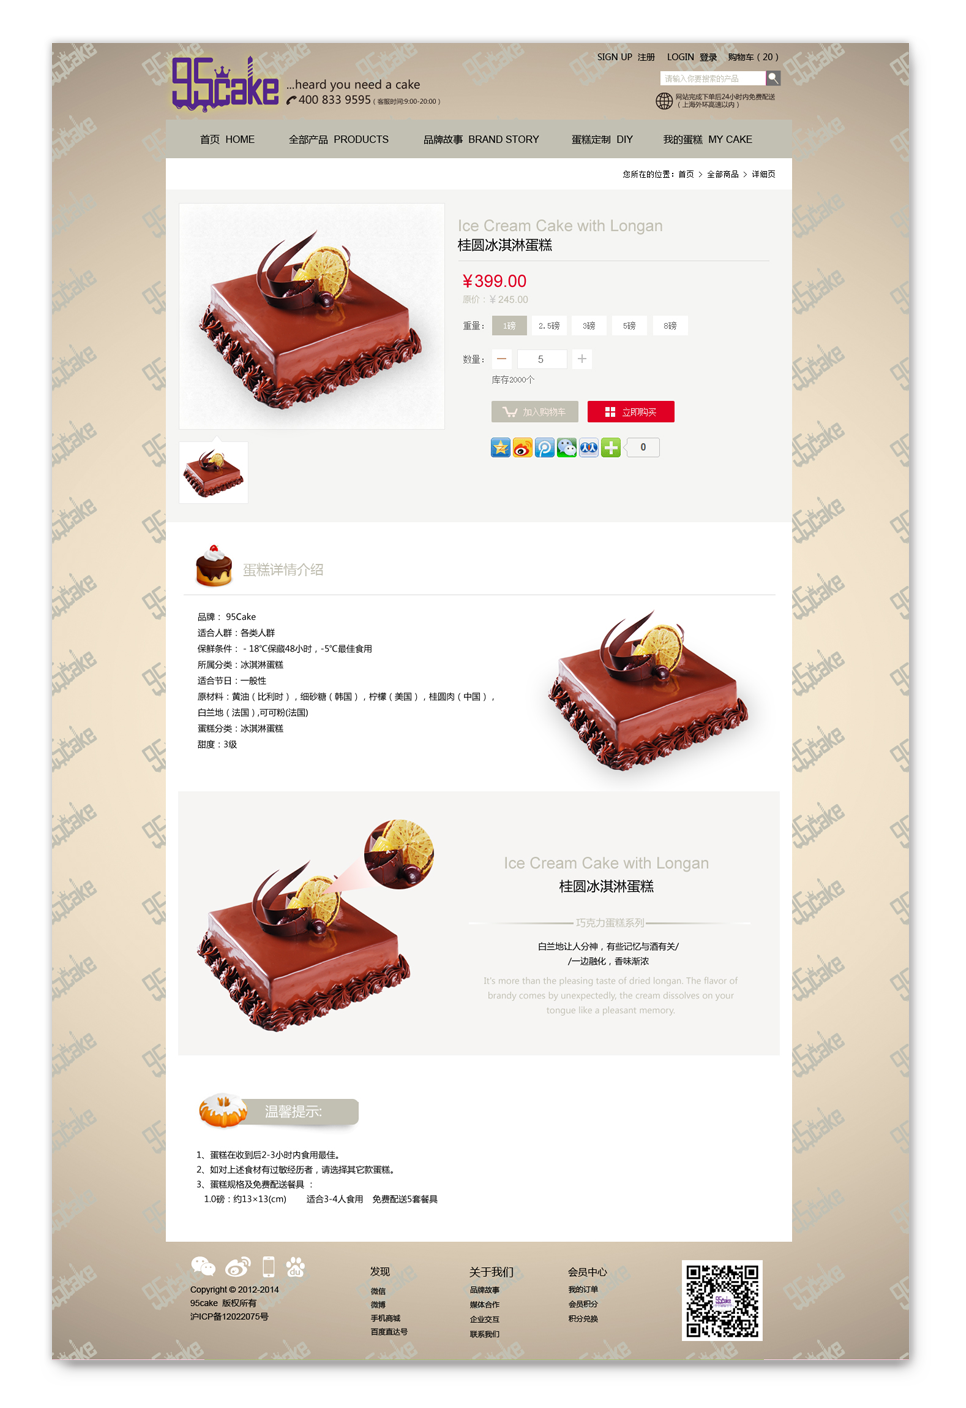 SIGN UP 注册 LOGIN 登录 购物车 ( 20 )
95cake
...heard you need a cake
400 833 9595 ( 客服时间:9:00-20:00 )
请输入你要搜索的产品
网站完成下单后24小时内免费配送
( 上海外环高速以内 )
首页 HOME 全部产品 PRODUCTS 品牌故事 BRAND STORY 蛋糕定制 DIY 我的蛋糕 MY CAKE
您所在的位置：首页 > 全部商品 > 详细页
Ice Cream Cake with Longan
桂圆冰淇淋蛋糕
¥399.00
原价：¥ 245.00
重量： 1磅 2.5磅 3磅 5磅 8磅
数量： — 5 +
库存2000个
加入购物车 立即购买
0
蛋糕详情介绍
品牌： 95Cake
适合人群：各类人群
保鲜条件： - 18℃保藏48小时，-5℃最佳食用
所属分类：冰淇淋蛋糕
适合节日：一般性
原材料：黄油（比利时），细砂糖（韩国），柠檬（美国），桂圆肉（中国），
白兰地（法国）,可可粉(法国)
蛋糕分类：冰淇淋蛋糕
甜度：3级
Ice Cream Cake with Longan
桂圆冰淇淋蛋糕
巧克力蛋糕系列
白兰地让人分神，有些记忆与酒有关/
/一边融化，香味渐浓
It's more than the pleasing taste of dried longan. The flavor of
brandy comes by unexpectedly, the cream dissolves on your
tongue like a pleasant memory.
温馨提示:
1、蛋糕在收到后2-3小时内食用最佳。
2、如对上述食材有过敏经历者，请选择其它款蛋糕。
3、蛋糕规格及免费配送餐具 ：
1.0磅：约13×13(cm) 适合3-4人食用 免费配送5套餐具
Copyright © 2012-2014
95cake 版权所有
沪ICP备12022075号
发现
微信
微博
手机商城
百度直达号
关于我们
品牌故事
媒体合作
企业交互
联系我们
会员中心
我的订单
会员积分
积分兑换
95cake